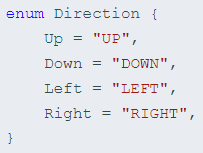 enum Direction {
    Up = "UP",
    Down = "DOWN",
    Left = "LEFT",
    Right = "RIGHT",
}